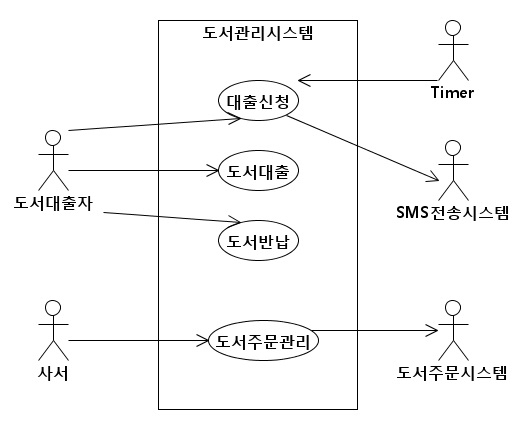 도서관리시스템
대출신청
Timer
도서대출
도서대출자
SMS전송시스템
도서반납
도서주문관리
사서
도서주문시스템